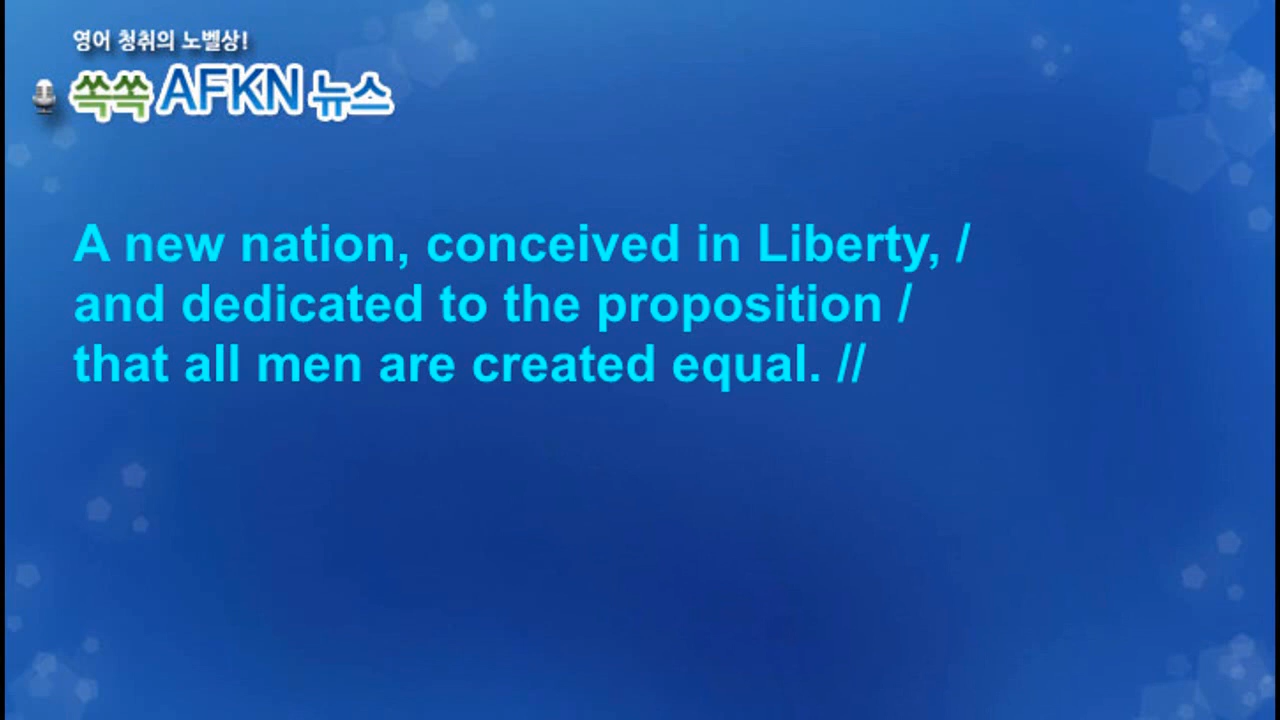 영어 청취의 노벨상!
쏙쏙 AFKN 뉴스
A new nation, conceived in Liberty, /
and dedicated to the proposition /
that all men are created equal. //